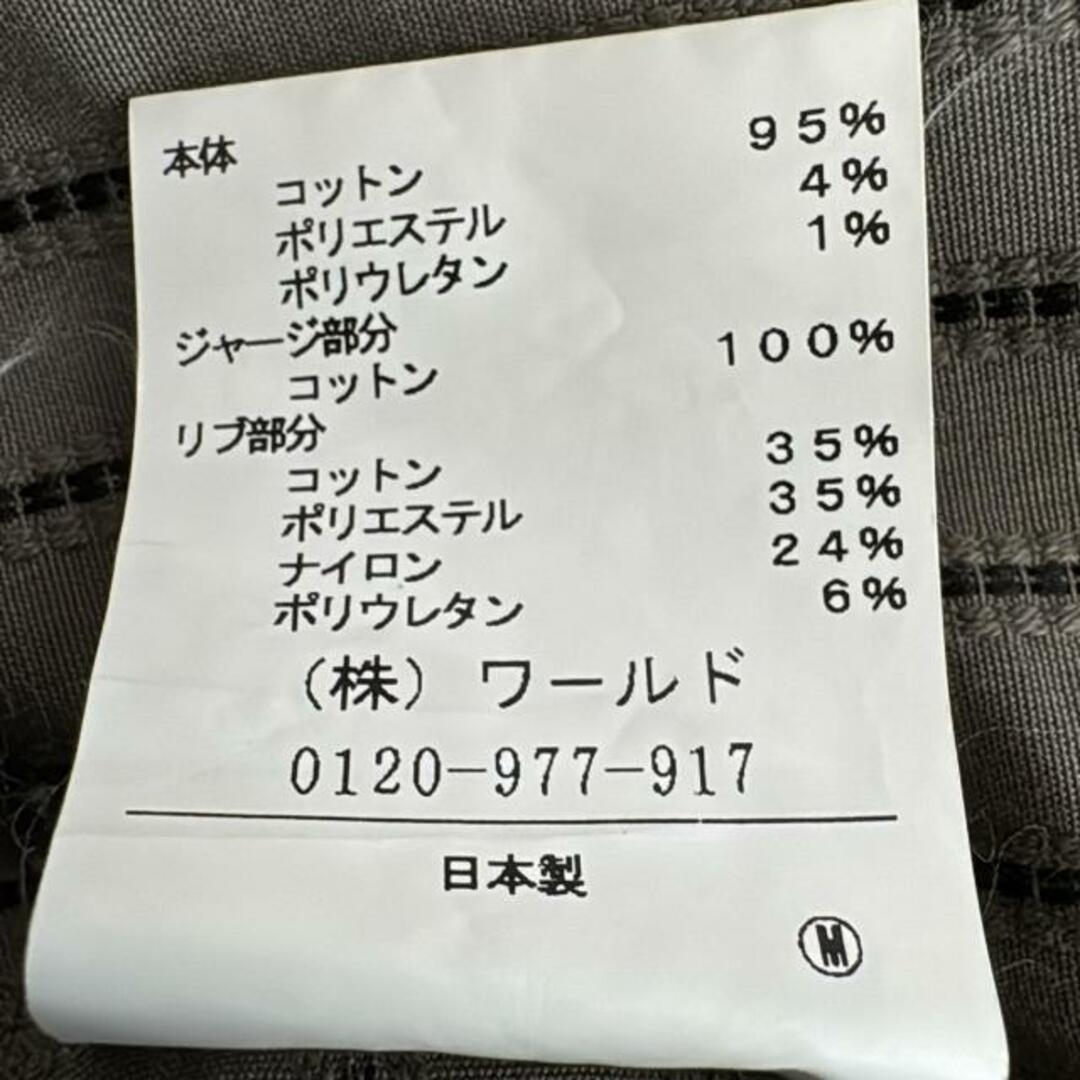 本体
コットン 95%
ポリエステル 4%
ポリウレタン 1%
ジャージ部分
コットン 100%
リブ部分
コットン 35%
ポリエステル 35%
ナイロン 24%
ポリウレタン 6%
(株) ワールド
0120-977-917
日本製
M